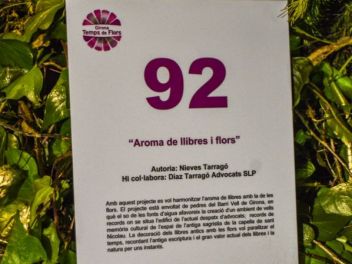 Girona
Temps de Flors
92
“Aroma de llibres i flors”
Autoria: Nieves Tarragó
Hi col·labora: Díaz Tarragó Advocats SLP
Amb aquest projecte es vol harmonitzar l'aroma de llibres amb la de les
flors. El projecte està envoltat de pedres del Barri Vell de Girona, en
què el so de les fonts d'aigua afavoreix la creació d'un ambient de vells
records on se situa l'edifici de l'actual despatx d'advocats, records de
memòria cultural de l'espai de l'antiga sagristia de la capella de sant
Nicolau. La decoració dels llibres antics amb les flors vol paralitzar el
temps, recordant l'antiga escriptura i el gran valor actual dels llibres i la
natura per uns instants.